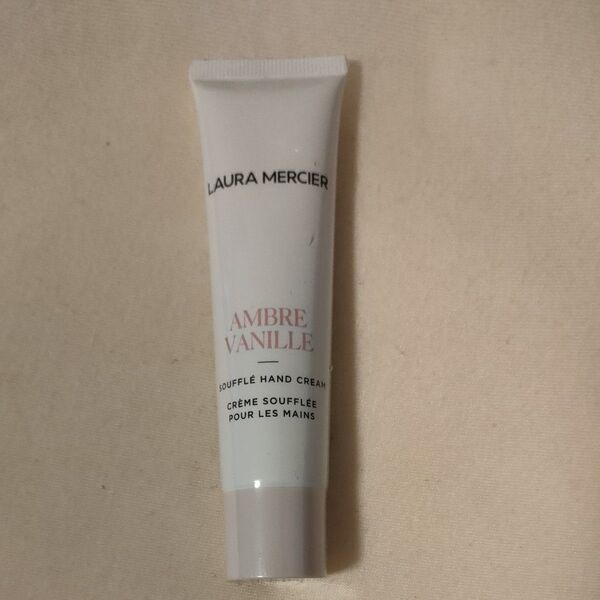 LAURA MERCIER
AMBRE
VANILLE
SOUFFLÉ HAND CREAM
CRÈME SOUFFLÉE
POUR LES MAINS